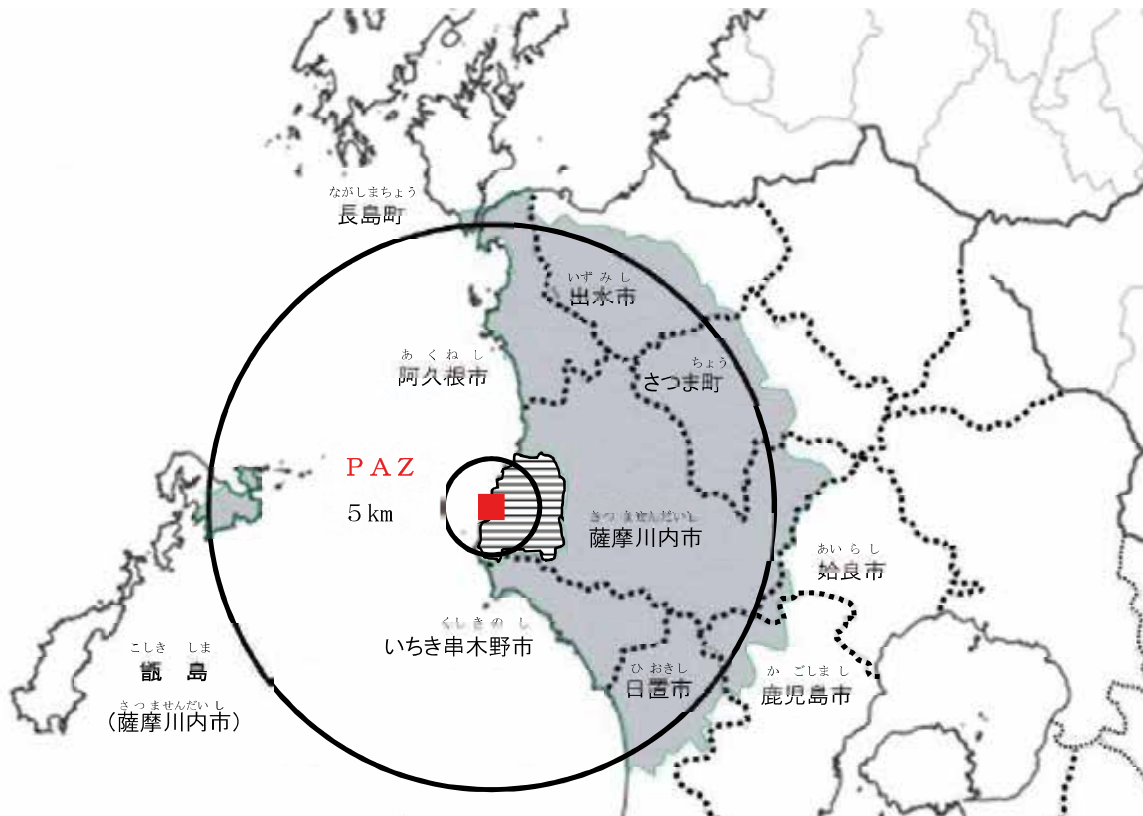 ながしまちょう
長島町
いずみし
出水市
あくねし
阿久根市
ちょう
さつま町
PAZ
5km
さつませんだいし
薩摩川内市
あいらし
姶良市
くしきのし
いちき串木野市
こしきしま
甑島
さつませんだいし
(薩摩川内市)
ひおきし
日置市
かごしまし
鹿児島市